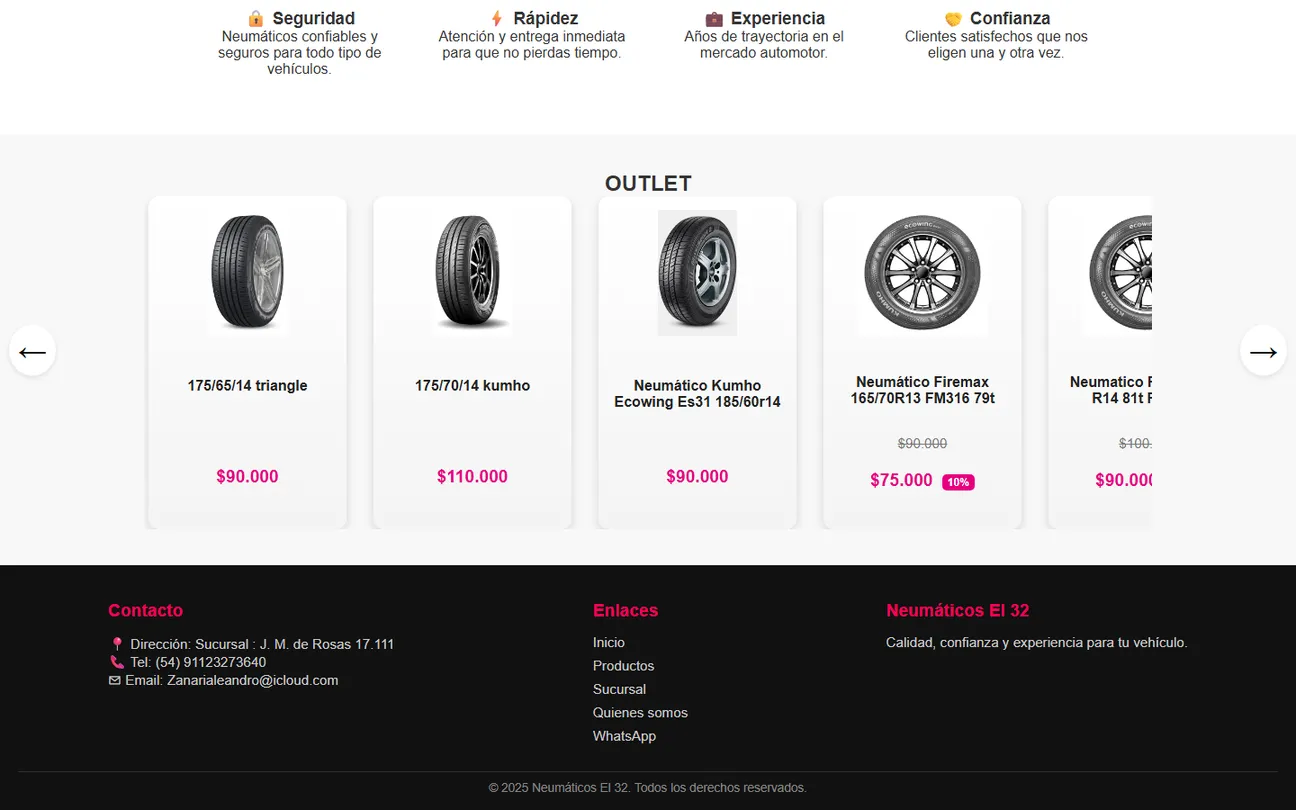 🔒 Seguridad
Neumáticos confiables y
seguros para todo tipo de
vehículos.
⚡ Rápidez
Atención y entrega inmediata
para que no pierdas tiempo.
💼 Experiencia
Años de trayectoria en el
mercado automotor.
🤝 Confianza
Clientes satisfechos que nos
eligen una y otra vez.
OUTLET
←
→
175/65/14 triangle
$90.000
175/70/14 kumho
$110.000
Neumático Kumho
Ecowing Es31 185/60r14
$90.000
ecowing
KUMHO
Neumático Firemax
165/70R13 FM316 79t
$90.000
$75.000 10%
Neumatico F
R14 81t F
$100.
$90.000
Contacto
📍 Dirección: Sucursal : J. M. de Rosas 17.111
📞 Tel: (54) 91123273640
✉ Email: Zanarialeandro@icloud.com
Enlaces
Inicio
Productos
Sucursal
Quienes somos
WhatsApp
Neumáticos El 32
Calidad, confianza y experiencia para tu vehículo.
© 2025 Neumáticos El 32. Todos los derechos reservados.